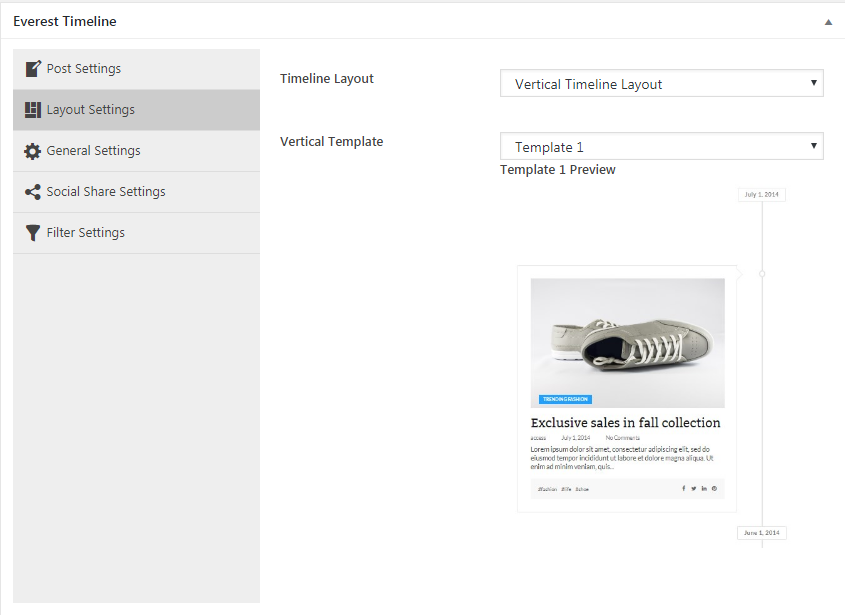 Everest Timeline
Post Settings
Layout Settings
General Settings
Social Share Settings
Filter Settings
Timeline Layout
Vertical Timeline Layout
Vertical Template
Template 1
Template 1 Preview
July 1, 2014
TRENDING FASHION
Exclusive sales in fall collection
access July 1, 2014 No Comments
Lorem ipsum dolor sit amet, consectetur adipiscing elit, sed do
eiusmod tempor incididunt ut labore et dolore magna aliqua. Ut
enim ad minim veniam, quis...
#fashion #life #shoe
June 1, 2014